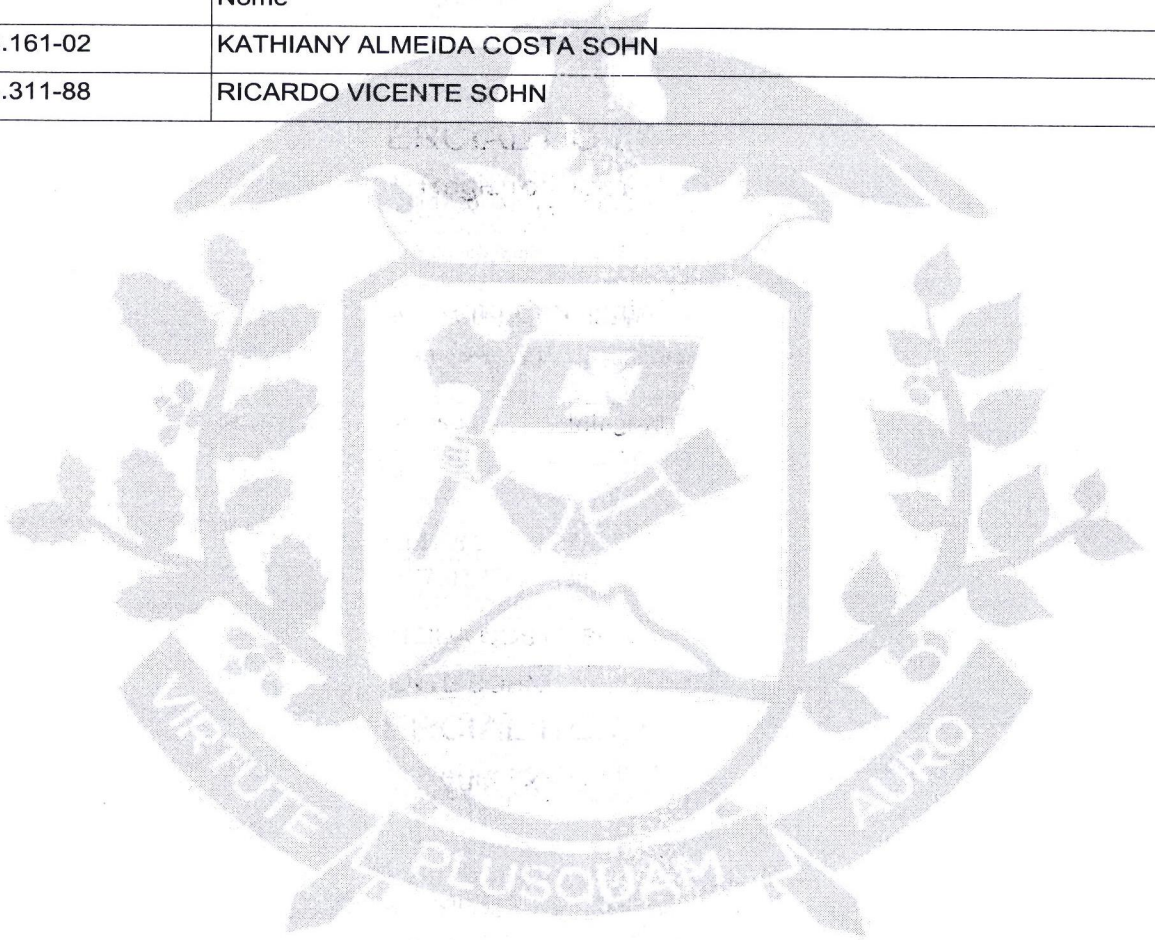 Nome
.161-02 KATHIANY ALMEIDA COSTA SOHN
.311-88 RICARDO VICENTE SOHN
VIRTUTE PLUSQUAM AURO